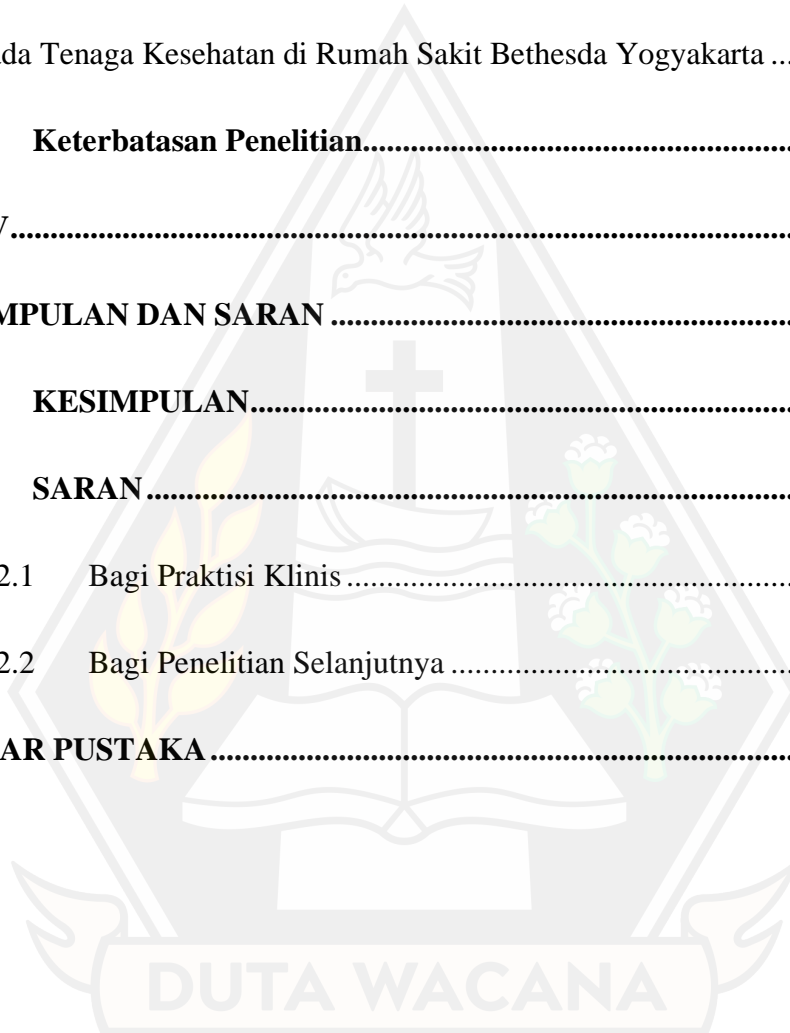 da Tenaga Kesehatan di Rumah Sakit Bethesda Yogyakarta ...
Keterbatasan Penelitian.......................................................
V.......................................................................................................
MPULAN DAN SARAN ..........................................................
KESIMPULAN....................................................................
SARAN.................................................................................
2.1 Bagi Praktisi Klinis.........................................................
2.2 Bagi Penelitian Selanjutnya ...........................................
AR PUSTAKA .........................................................................
DUTA WACANA